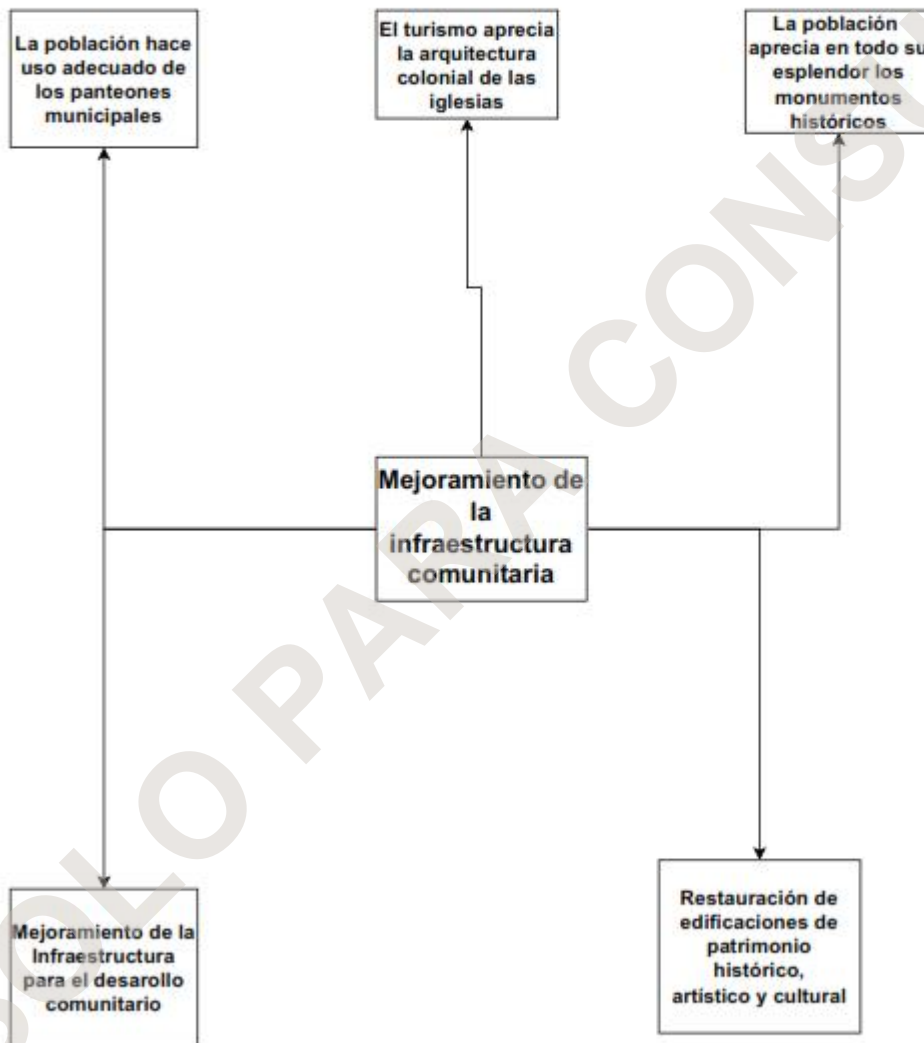 La población hace
uso adecuado de
los panteones
municipales
El turismo aprecia
la arquitectura
colonial de las
iglesias
La población
aprecia en todo su
esplendor los
monumentos
históricos
Mejoramiento de
la
infraestructura
comunitaria
Mejoramiento de la
Infraestructura
para el desarollo
comunitario
Restauración de
edificaciones de
patrimonio
histórico,
artístico y cultural
SOLO PARA CONSU